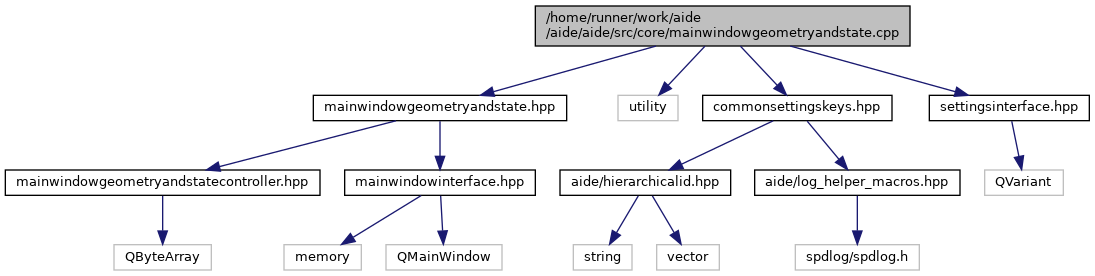 /home/runner/work/aide
/aide/aide/src/core/mainwindowgeometryandstate.cpp
mainwindowgeometryandstate.hpp
utility
commonsettingskeys.hpp
settingsinterface.hpp
mainwindowgeometryandstatecontroller.hpp
mainwindowinterface.hpp
aide/hierarchicalid.hpp
aide/log_helper_macros.hpp
QVariant
QByteArray
memory
QMainWindow
string
vector
spdlog/spdlog.h